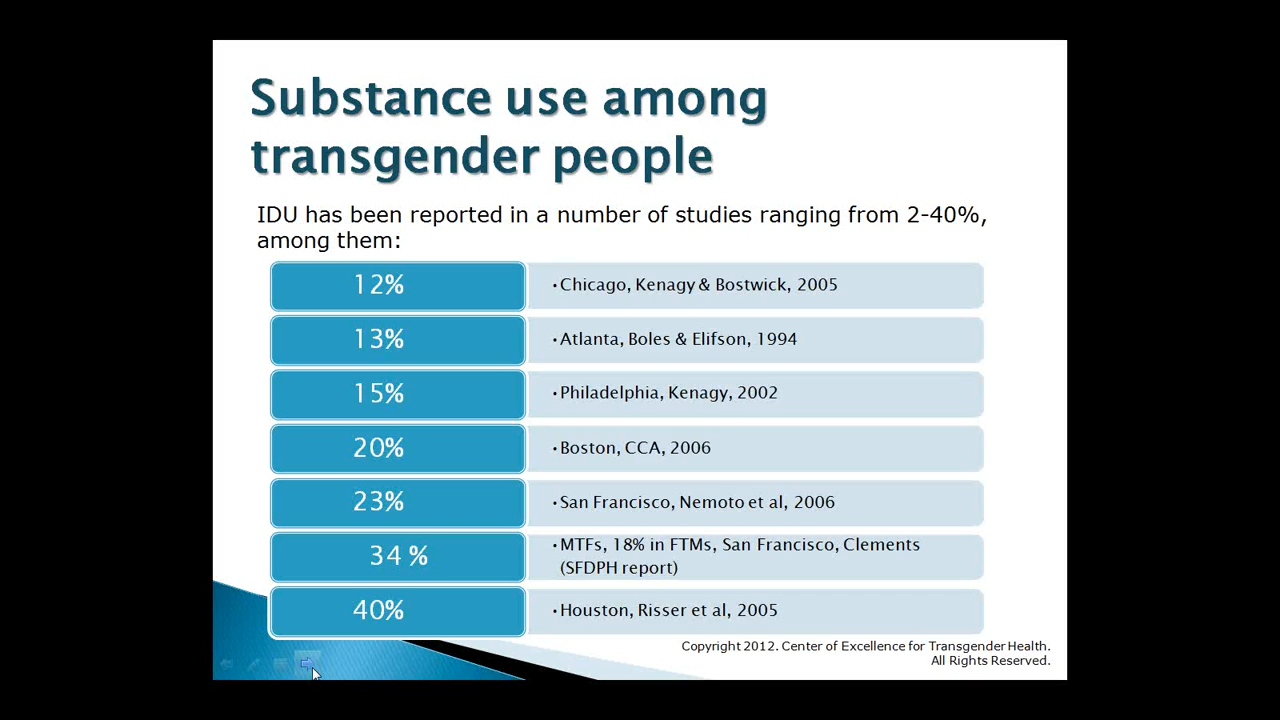 Substance use among
transgender people
IDU has been reported in a number of studies ranging from 2-40%,
among them:
12%
•Chicago, Kenagy & Bostwick, 2005
13%
•Atlanta, Boles & Elifson, 1994
15%
•Philadelphia, Kenagy, 2002
20%
•Boston, CCA, 2006
23%
•San Francisco, Nemoto et al, 2006
34 %
•MTFs, 18% in FTMs, San Francisco, Clements
(SFDPH report)
40%
•Houston, Risser et al, 2005
Copyright 2012. Center of Excellence for Transgender Health.
All Rights Reserved.